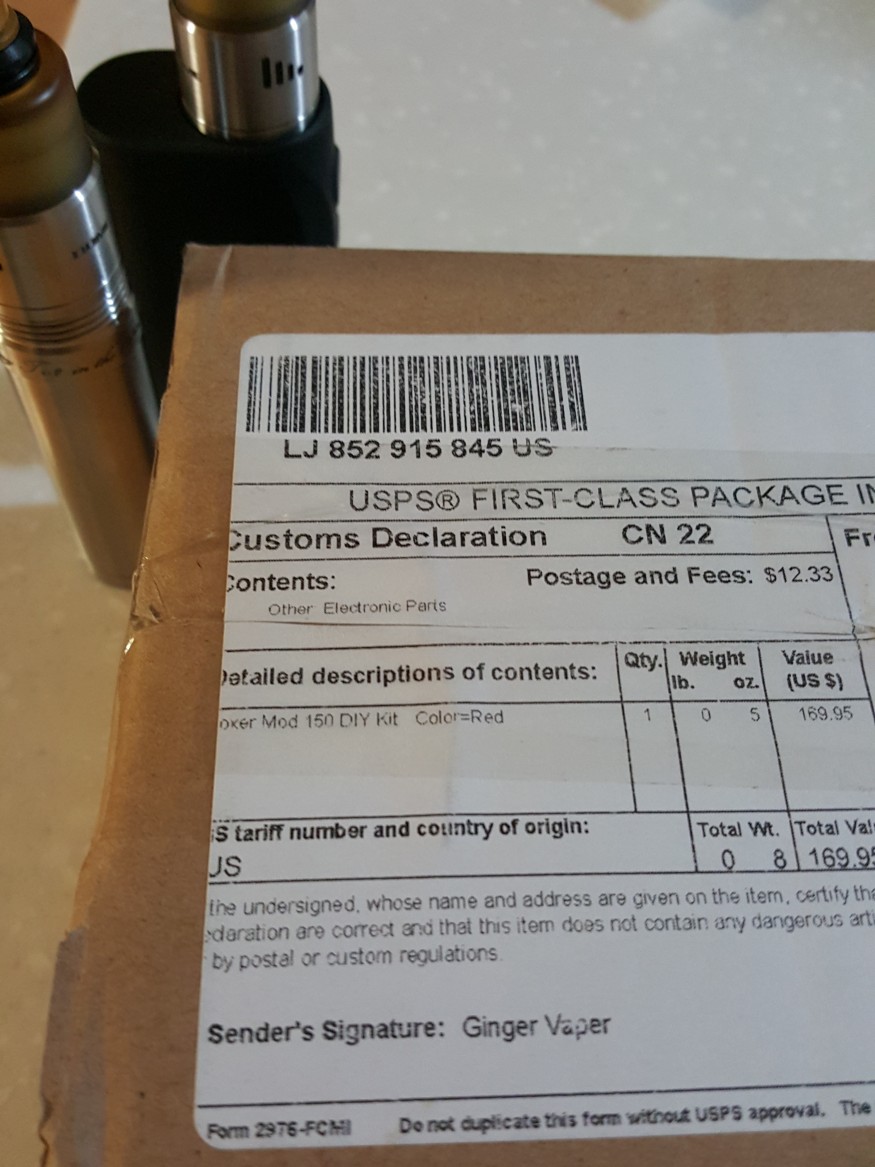 LJ 852 915 845 US
USPS® FIRST-CLASS PACKAGE
Customs Declaration CN 22
Contents: Postage and Fees: $12.33
Other Electronic Parts
Detailed descriptions of contents: Qty. Weight Value
lb. oz. (US $)
oxer Mod 150 DIY Kit Color=Red 1 0 5 169.95
S tariff number and country of origin: Total Wt. Total Val
US 0 8 169.95
the undersigned, whose name and address are given on the item, certify
are correct and that this item does not contain any dangerous
by postal or custom regulations.
Sender's Signature: Ginger Vaper
Form 2976-FCMI Do not duplicate this form without USPS approval. The